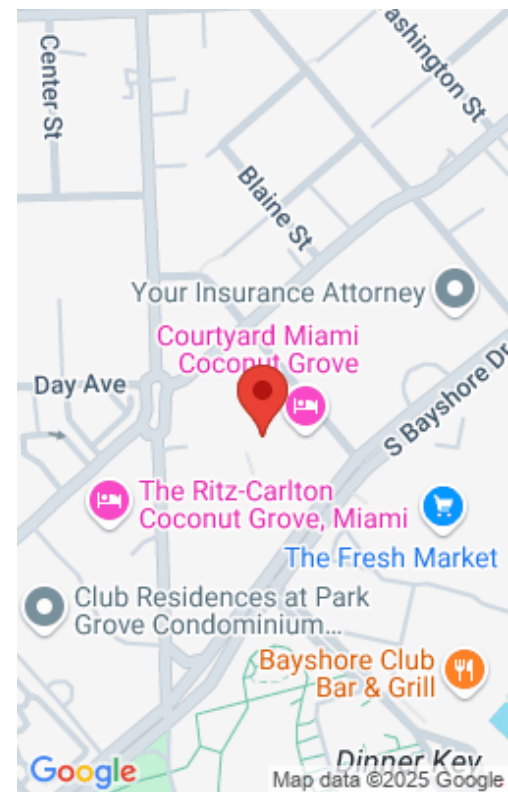 Center St
ashington St
Blaine St
Your Insurance Attorney
Courtyard Miami
Coconut Grove
Day Ave
S Bayshore Dr
The Ritz-Carlton
Coconut Grove, Miami
The Fresh Market
Club Residences at Park
Grove Condominium...
Bayshore Club
Bar & Grill
Dinner Key
Google
Map data ©2025 Google